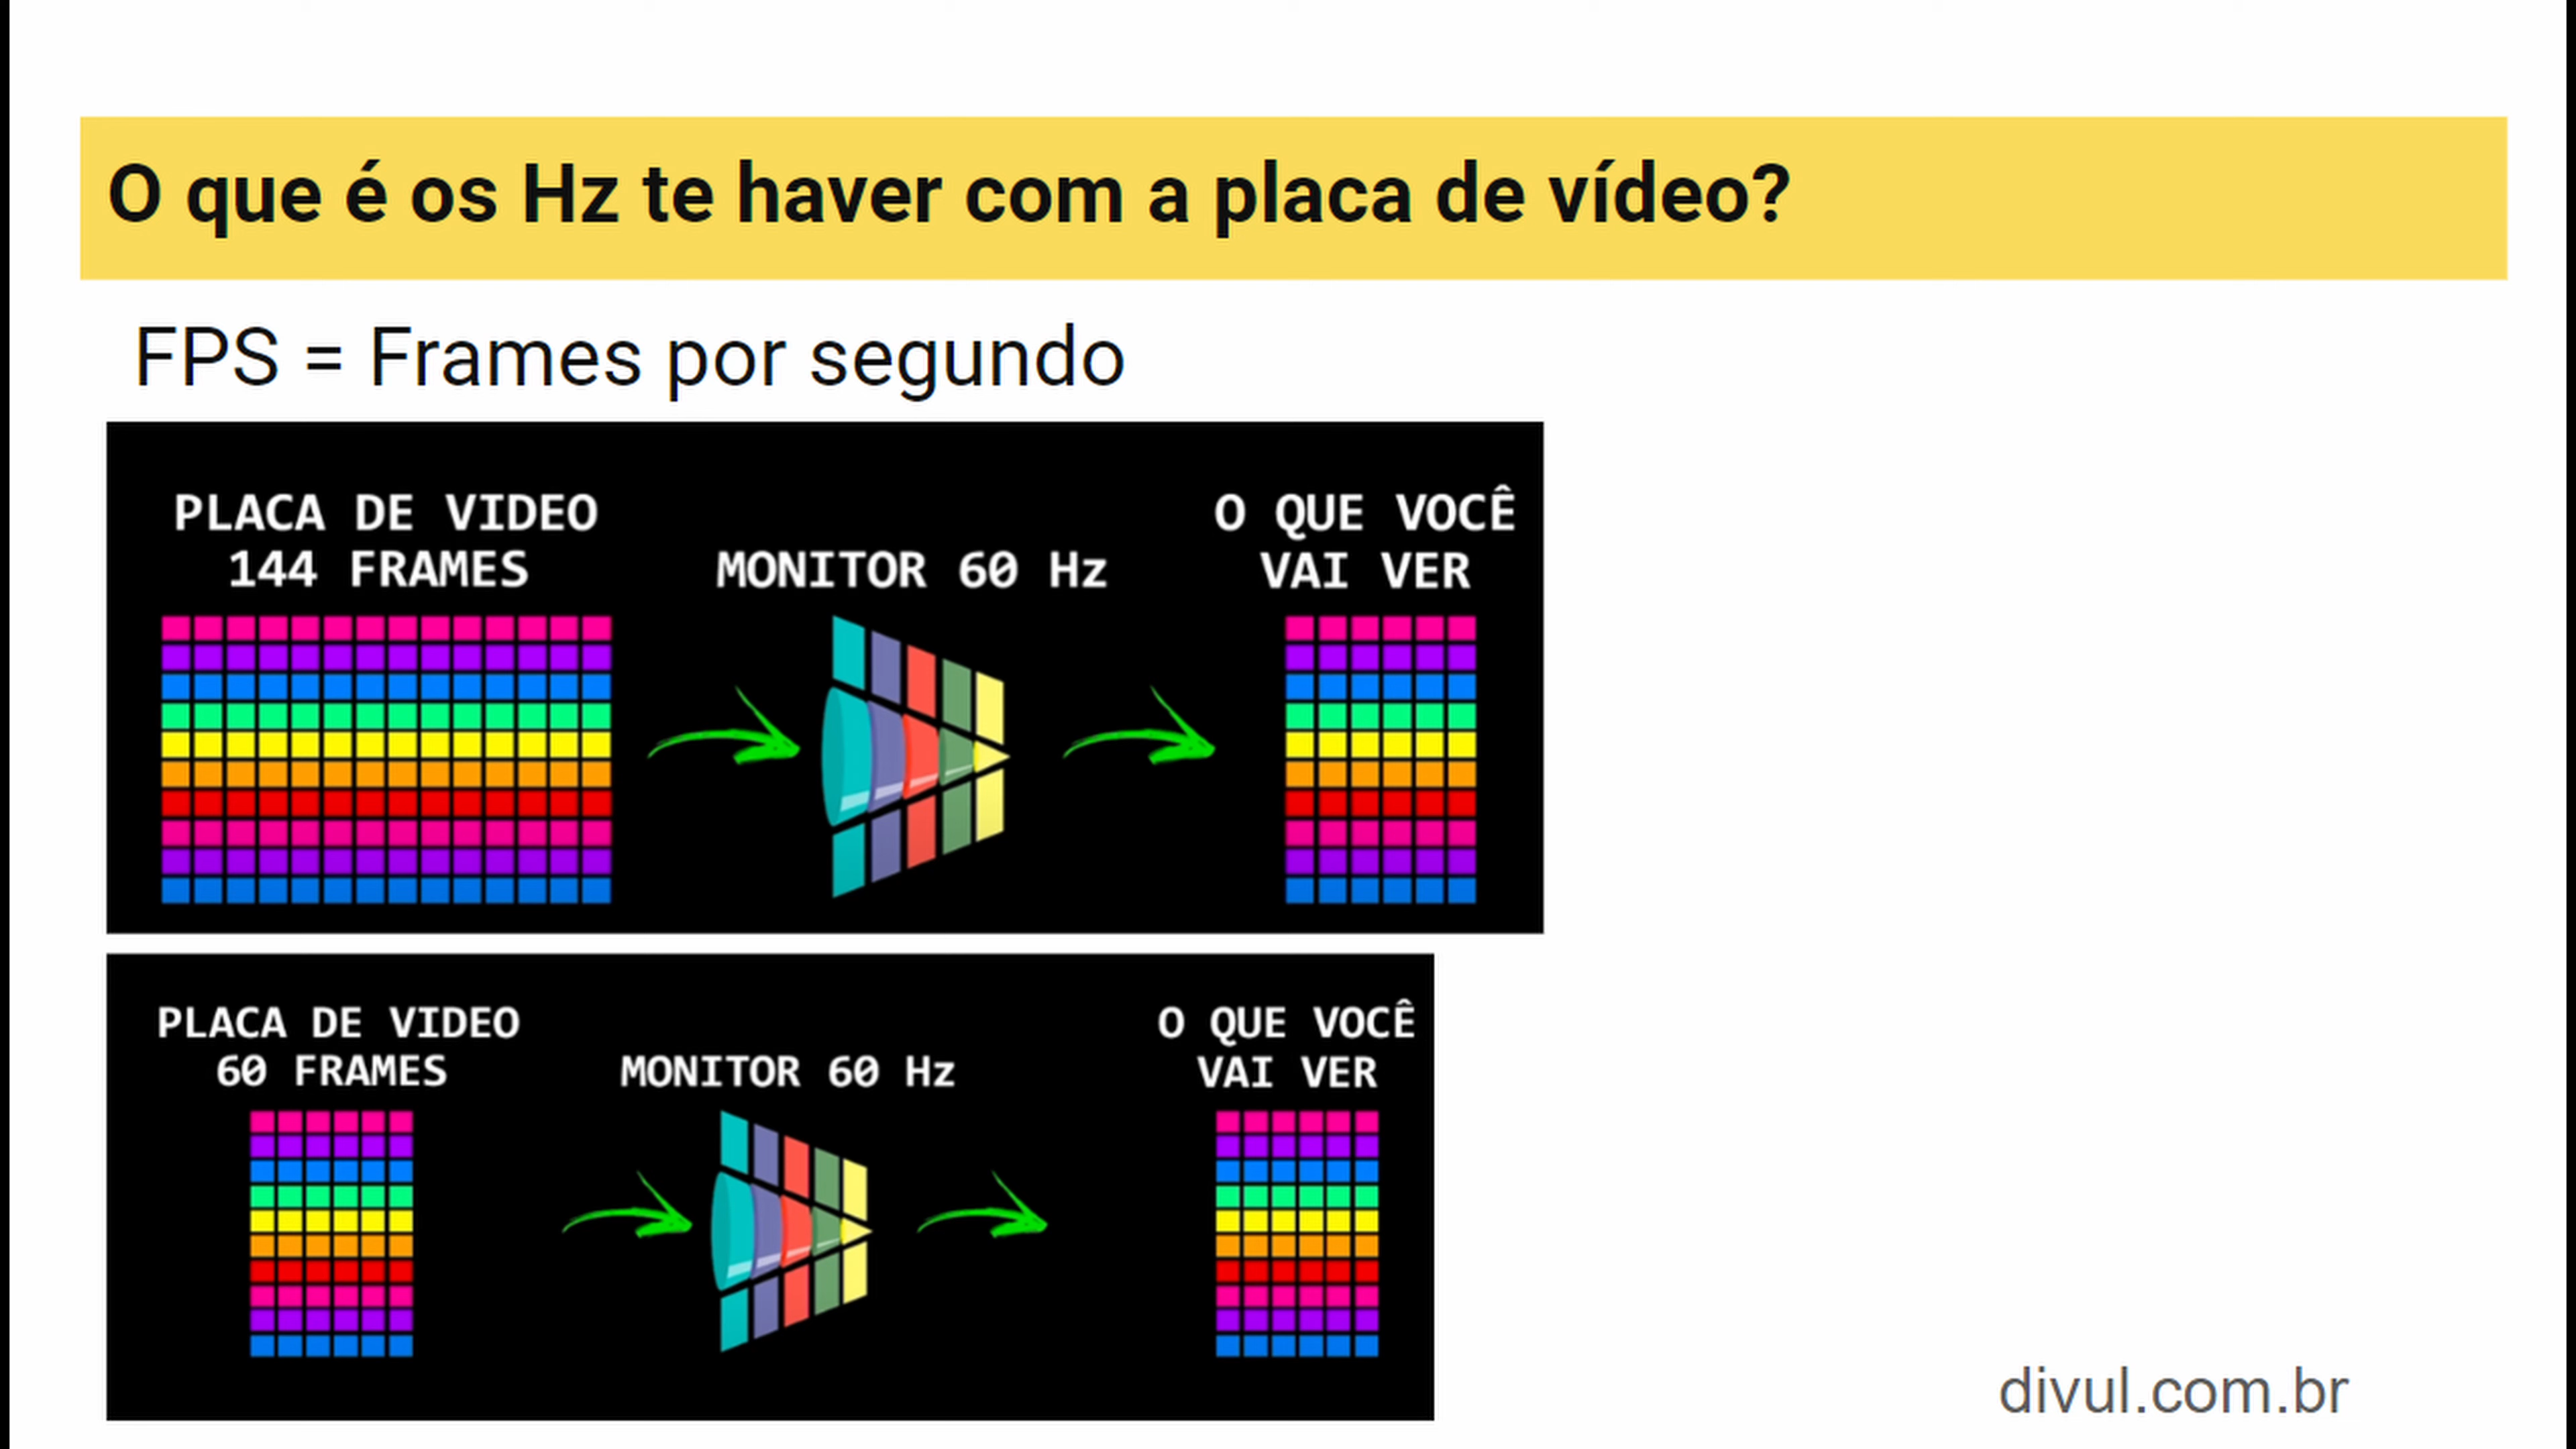 O que é os Hz te haver com a placa de vídeo?
FPS = Frames por segundo
PLACA DE VIDEO
144 FRAMES
MONITOR 60 Hz
O QUE VOCÊ
VAI VER
PLACA DE VIDEO
60 FRAMES
MONITOR 60 Hz
O QUE VOCÊ
VAI VER
divul.com.br